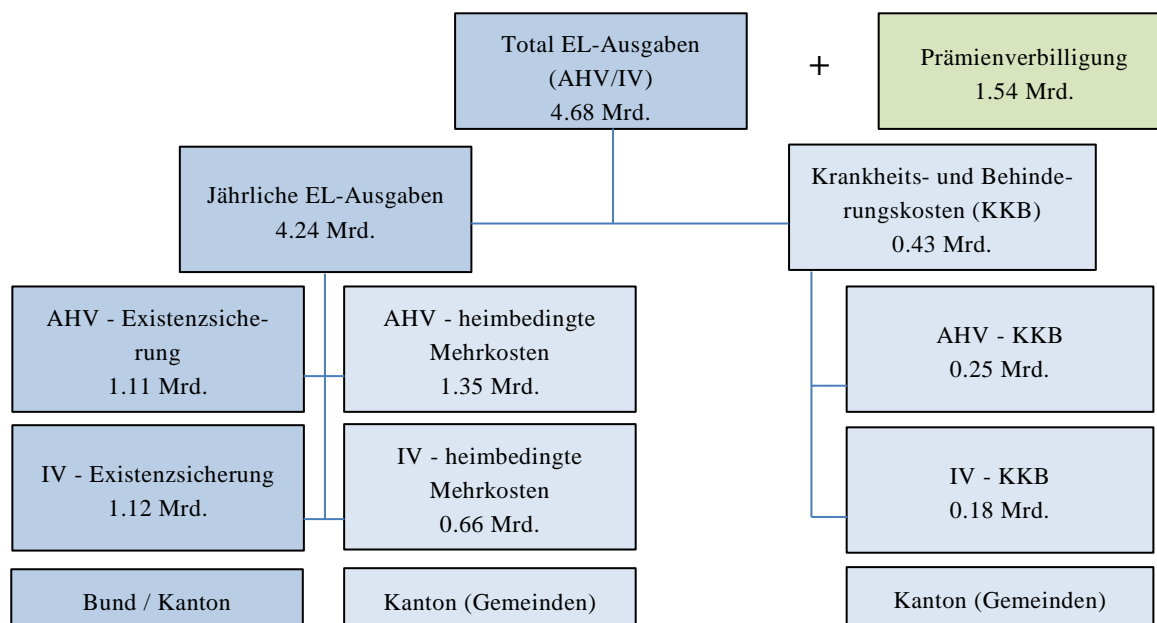 Total EL-Ausgaben
(AHV/IV)
4.68 Mrd.
+
Prämienverbilligung
1.54 Mrd.
Jährliche EL-Ausgaben
4.24 Mrd.
Krankheits- und Behinde-
rungskosten (KKB)
0.43 Mrd.
AHV - Existenzsiche-
rung
1.11 Mrd.
AHV - heimbedingte
Mehrkosten
1.35 Mrd.
AHV - KKB
0.25 Mrd.
IV - Existenzsicherung
1.12 Mrd.
IV - heimbedingte
Mehrkosten
0.66 Mrd.
IV - KKB
0.18 Mrd.
Bund / Kanton
Kanton (Gemeinden)
Kanton (Gemeinden)